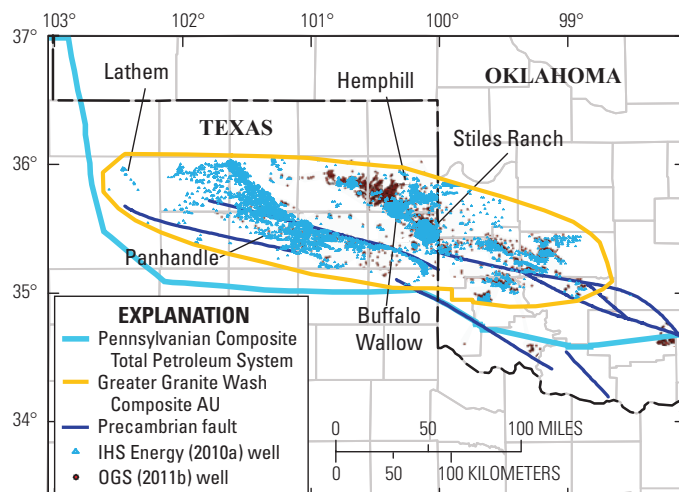 103°
102°
101°
100°
99°
37°
Lathem
Hemphill
OKLAHOMA
TEXAS
Stiles Ranch
36°
Panhandle
35°
Buffalo
Wallow
34°
EXPLANATION
Pennsylvanian Composite
Total Petroleum System
Greater Granite Wash
Composite AU
Precambrian fault
IHS Energy (2010a) well
OGS (2011b) well
0 50 100 MILES
0 50 100 KILOMETERS